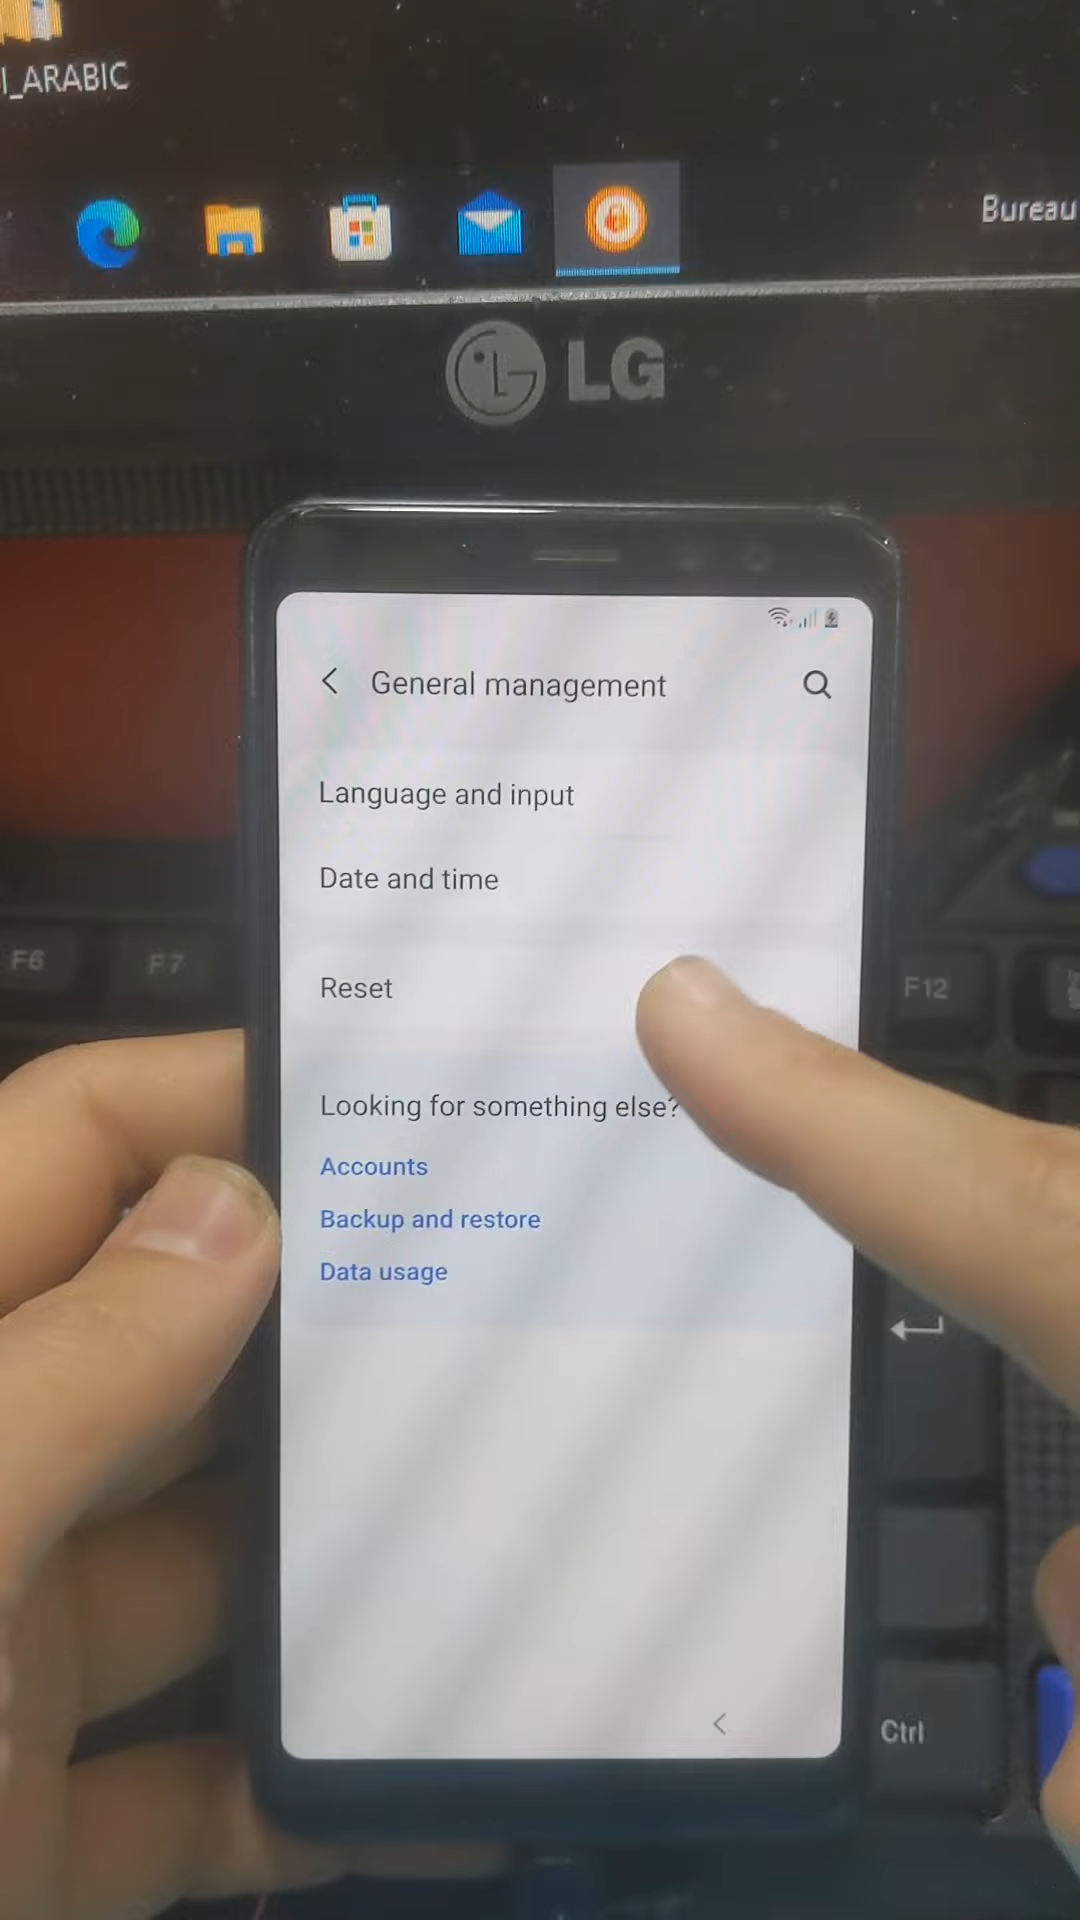 I_ARABIC
Bureau
LG
General management
Language and input
Date and time
F6
F7
Reset
F12
Looking for something else?
Accounts
Backup and restore
Data usage
Ctrl